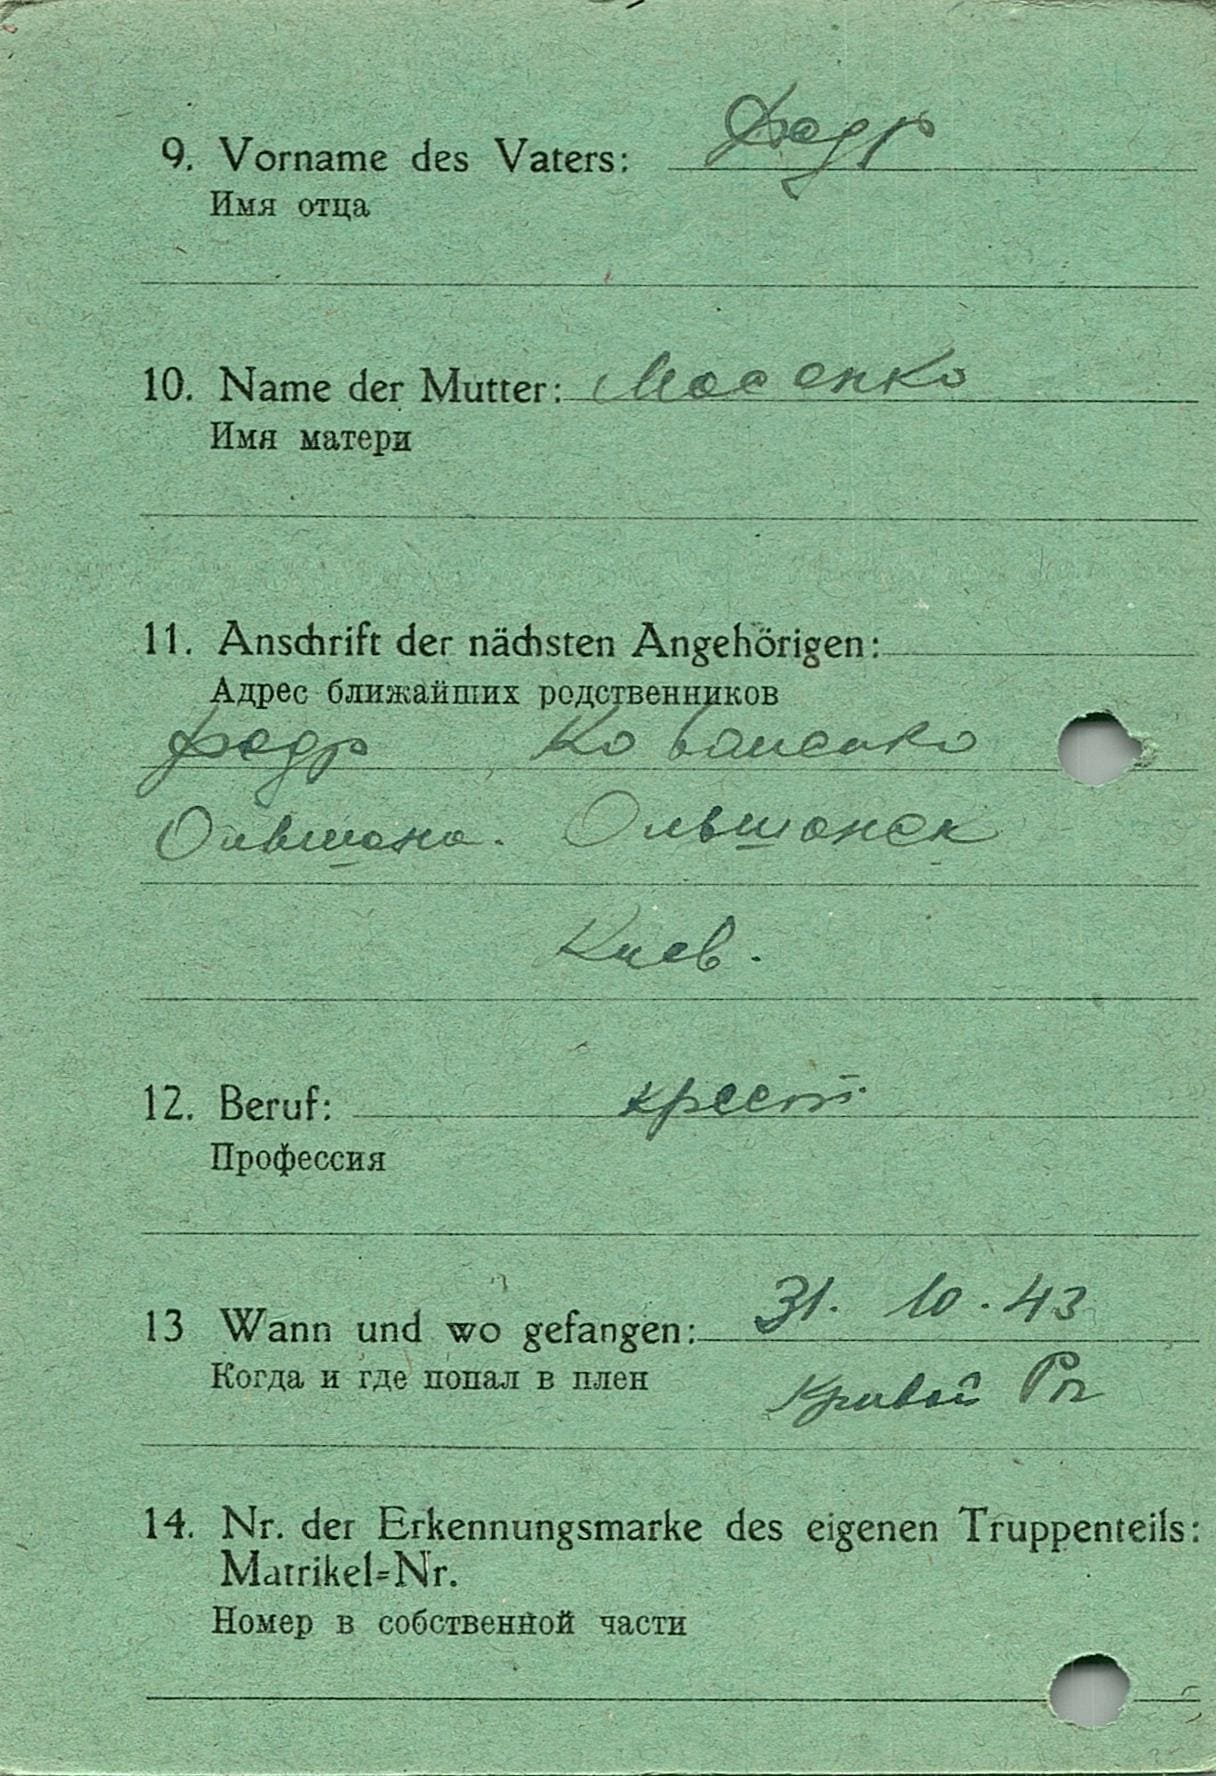 9. Vorname des Vaters: Федр
Имя отца
10. Name der Mutter: Мосенко
Имя матери
11. Anschrift der nächsten Angehörigen:
Адрес ближайших родственников
Федр Коваленко
Ольшана. Ольшанск
Киев.
12. Beruf: крест.
Профессия
13 Wann und wo gefangen: 31. 10. 43
Когда и где попал в плен
Кривой Рг
14. Nr. der Erkennungsmarke des eigenen Truppenteils:
Matrikel=Nr.
Номер в собственной части